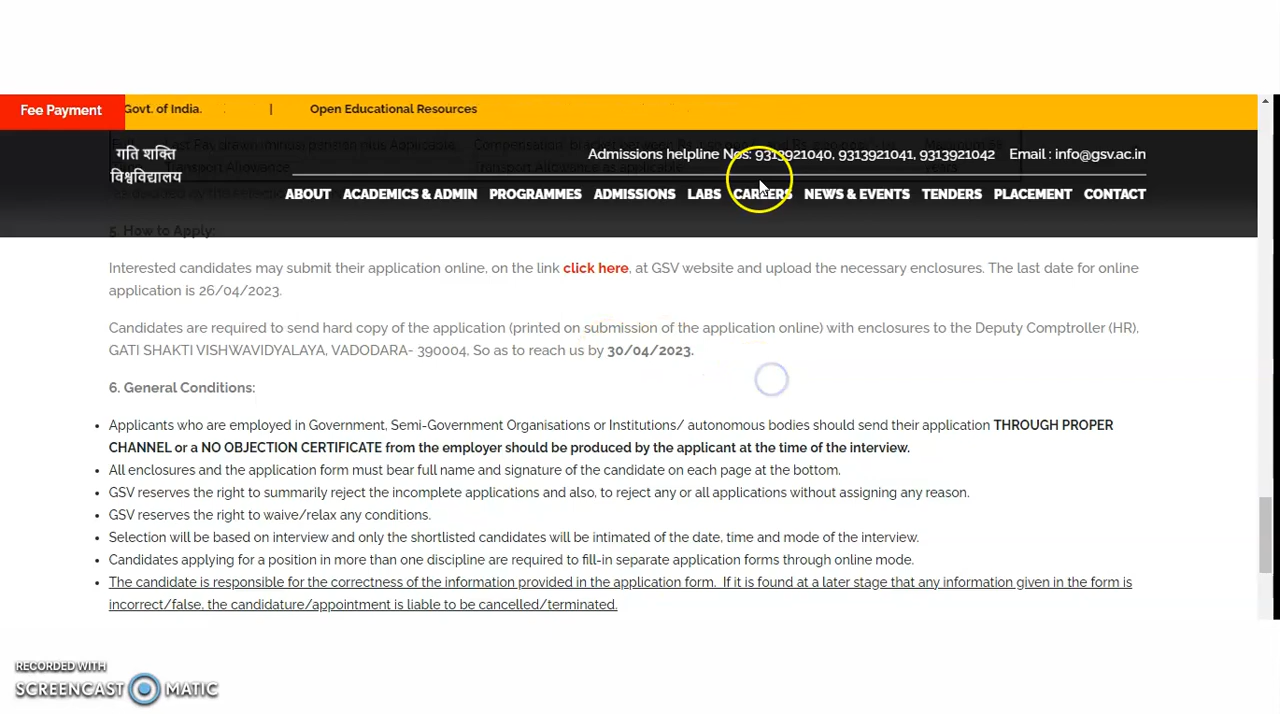 Fee Payment
Govt. of India. | Open Educational Resources
गति शक्ति
विश्वविद्यालय
Admissions helpline Nos: 9313921040, 9313921041, 9313921042 Email : info@gsv.ac.in
ABOUT ACADEMICS & ADMIN PROGRAMMES ADMISSIONS LABS CAREERS NEWS & EVENTS TENDERS PLACEMENT CONTACT
5. How to Apply:
Interested candidates may submit their application online, on the link click here, at GSV website and upload the necessary enclosures. The last date for online
application is 26/04/2023.
Candidates are required to send hard copy of the application (printed on submission of the application online) with enclosures to the Deputy Comptroller (HR),
GATI SHAKTI VISHWAVIDYALAYA, VADODARA- 390004, So as to reach us by 30/04/2023.
6. General Conditions:
• Applicants who are employed in Government, Semi-Government Organisations or Institutions/ autonomous bodies should send their application THROUGH PROPER
CHANNEL or a NO OBJECTION CERTIFICATE from the employer should be produced by the applicant at the time of the interview.
• All enclosures and the application form must bear full name and signature of the candidate on each page at the bottom.
• GSV reserves the right to summarily reject the incomplete applications and also, to reject any or all applications without assigning any reason.
• GSV reserves the right to waive/relax any conditions.
• Selection will be based on interview and only the shortlisted candidates will be intimated of the date, time and mode of the interview.
• Candidates applying for a position in more than one discipline are required to fill-in separate application forms through online mode.
• The candidate is responsible for the correctness of the information provided in the application form. If it is found at a later stage that any information given in the form is
incorrect/false, the candidature/appointment is liable to be cancelled/terminated.
RECORDED WITH
SCREENCAST MATIC